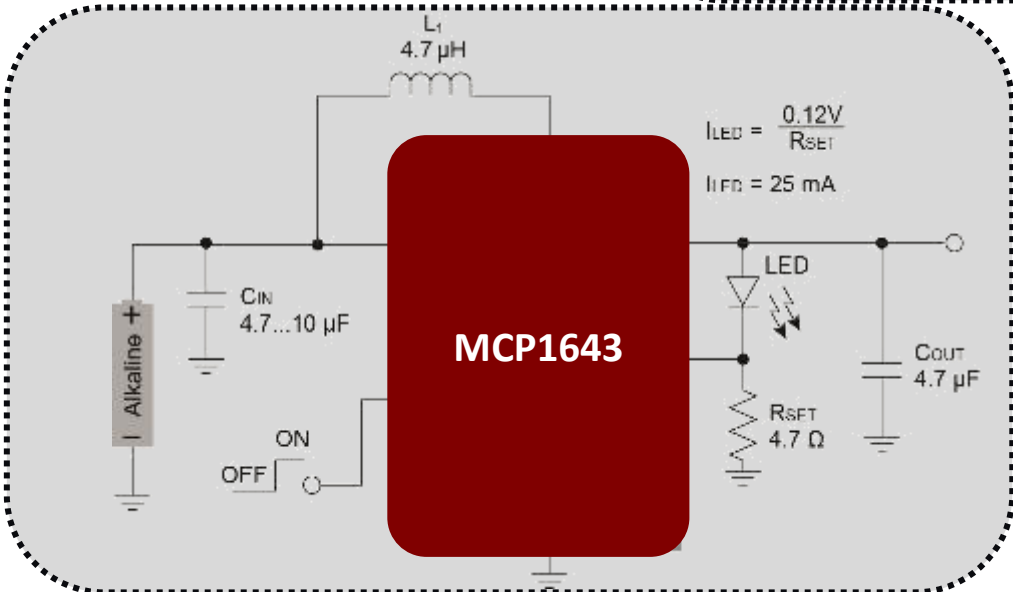 L1
4.7 µH
ILED = 0.12V
RSET
ILED = 25 mA
LED
CIN
4.7...10 µF
+ Alkaline –
MCP1643
COUT
4.7 µF
RSET
4.7 Ω
ON
OFF